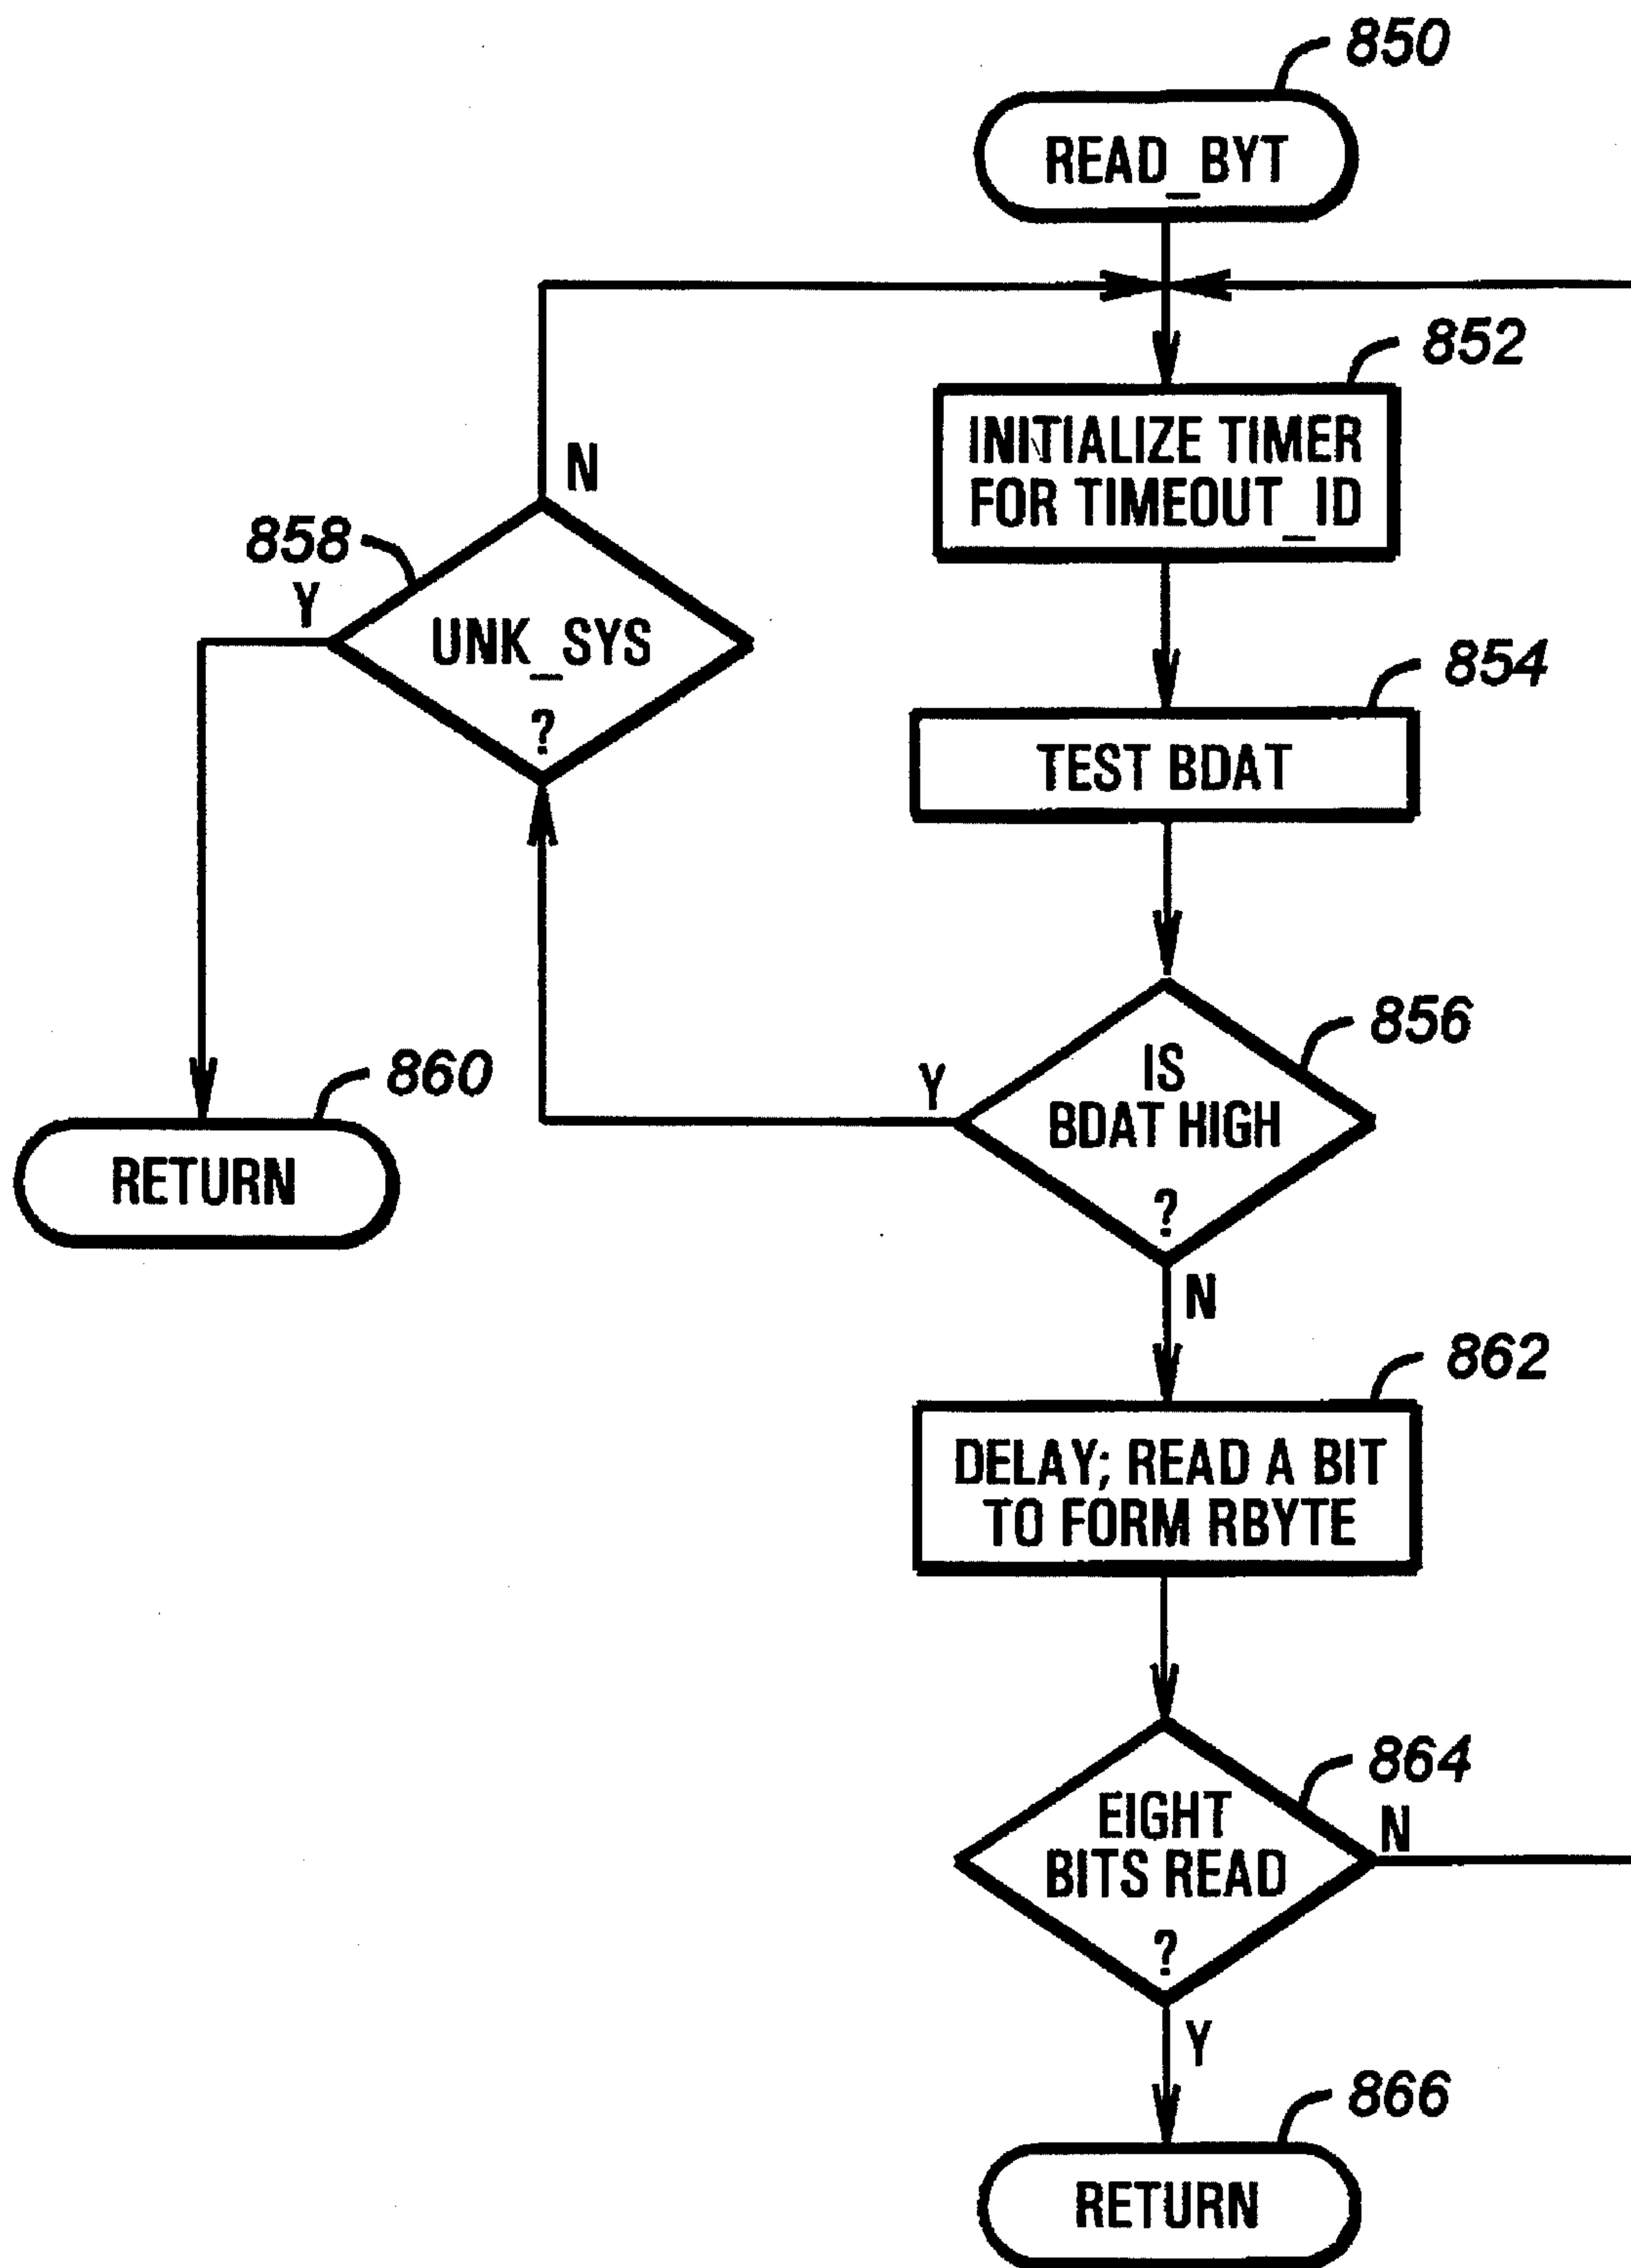 850
READ_BYT
852
INITIALIZE TIMER
FOR TIMEOUT_ID
N
858
Y
UNK_SYS
?
854
TEST BDAT
856
Y
IS
BDAT HIGH
?
N
860
RETURN
862
DELAY; READ A BIT
TO FORM RBYTE
864
EIGHT
BITS READ
?
N
Y
866
RETURN